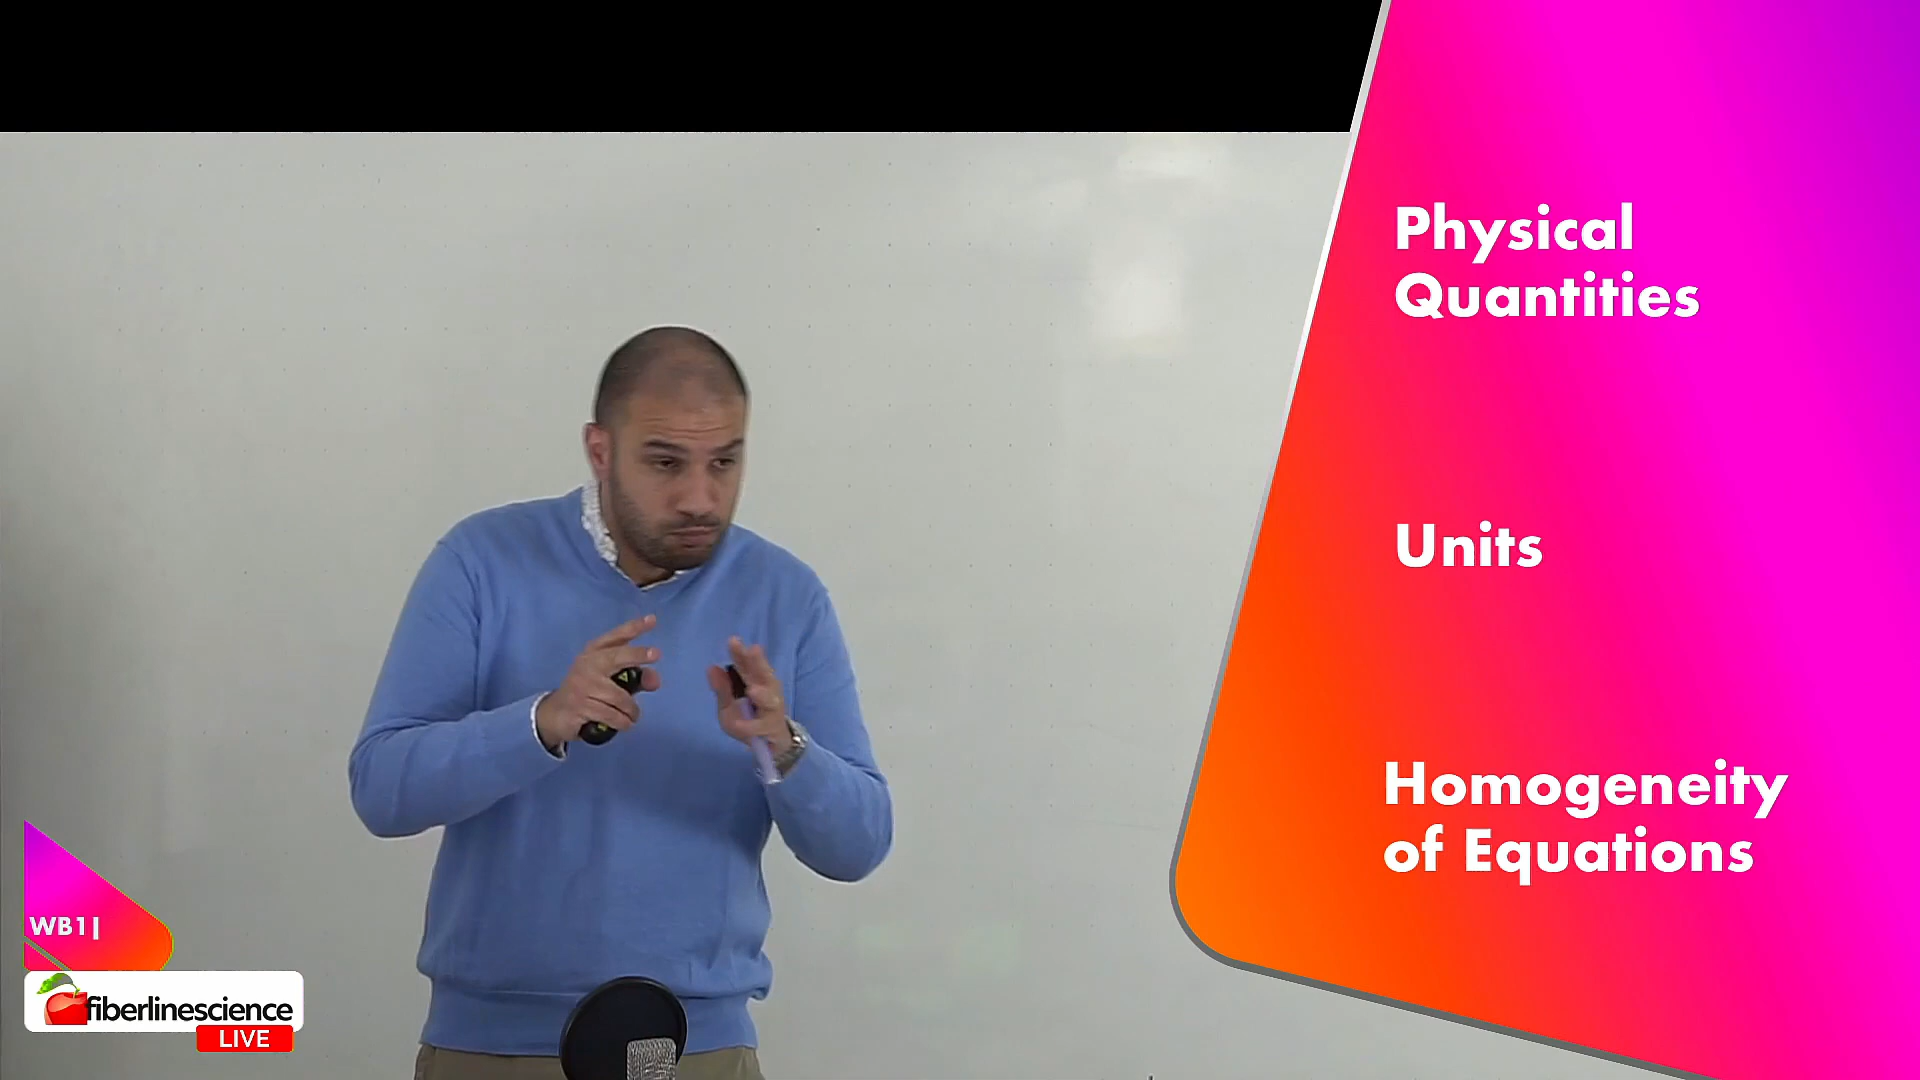 Physical
Quantities
Units
Homogeneity
of Equations
WB1|
fiberlinescience
LIVE